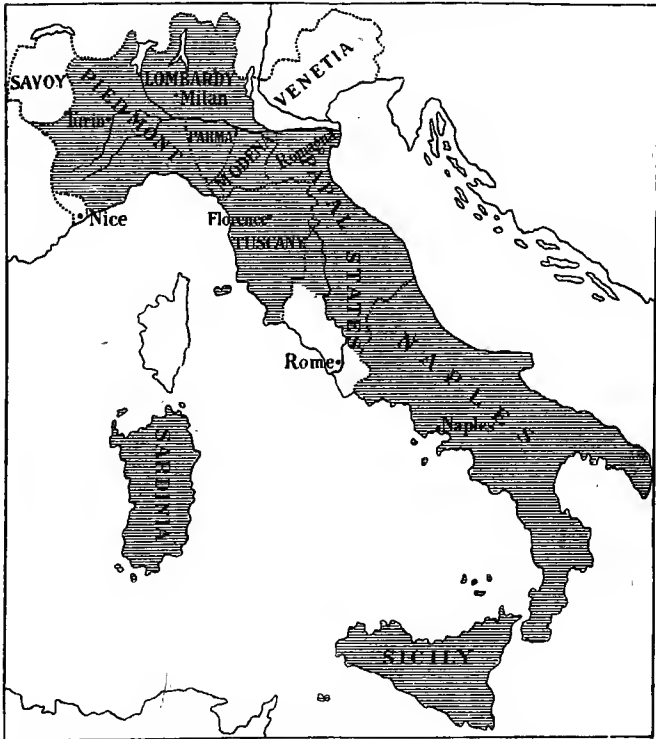 SAVOY
PIEDMONT
LOMBARDY
Milan
VENETIA
Turin
PARMA
MODENA
Romagna
PAPAL STATES
Nice
Florence
TUSCANY
Rome
NAPLES
Naples
SARDINIA
SICILY